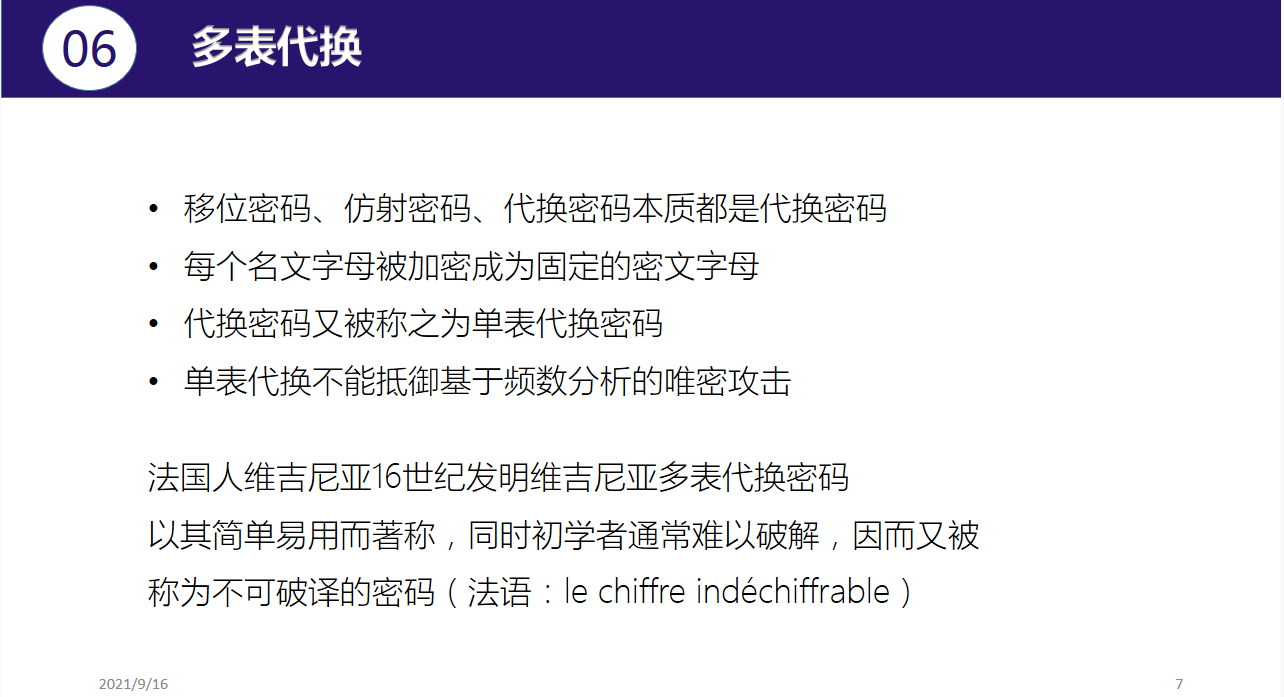 06
多表代换
• 移位密码、仿射密码、代换密码本质都是代换密码
• 每个名文字母被加密成为固定的密文字母
• 代换密码又被称之为单表代换密码
• 单表代换不能抵御基于频数分析的唯密攻击
法国人维吉尼亚16世纪发明维吉尼亚多表代换密码
以其简单易用而著称，同时初学者通常难以破解，因而又被
称为不可破译的密码（法语：le chiffre indéchiffrable）
2021/9/16
7